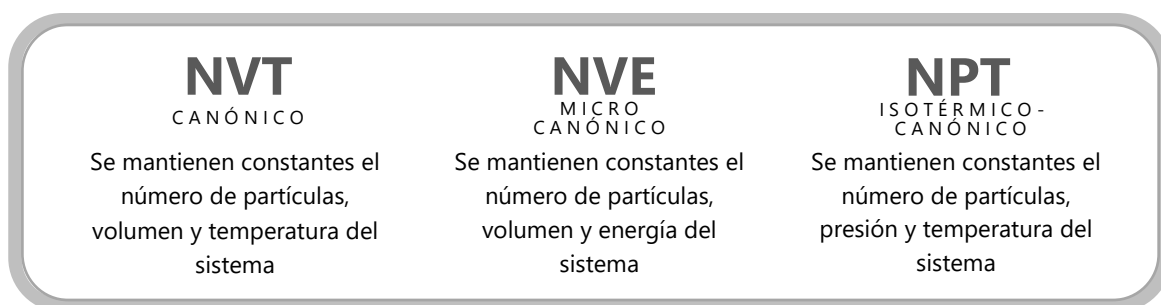 NVT
CANÓNICO
Se mantienen constantes el
número de partículas,
volumen y temperatura del
sistema
NVE
MICRO
CANÓNICO
Se mantienen constantes el
número de partículas,
volumen y energía del
sistema
NPT
ISOTÉRMICO-
CANÓNICO
Se mantienen constantes el
número de partículas,
presión y temperatura del
sistema